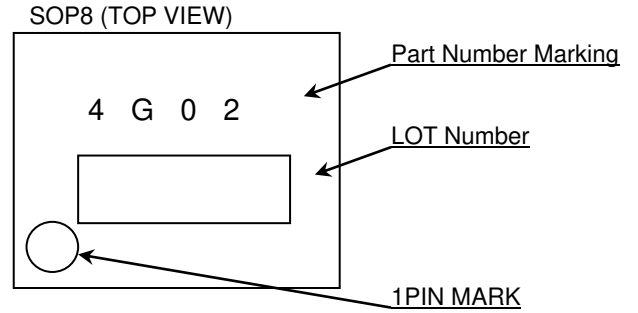 SOP8 (TOP VIEW)
Part Number Marking
4 G 0 2
LOT Number
1PIN MARK